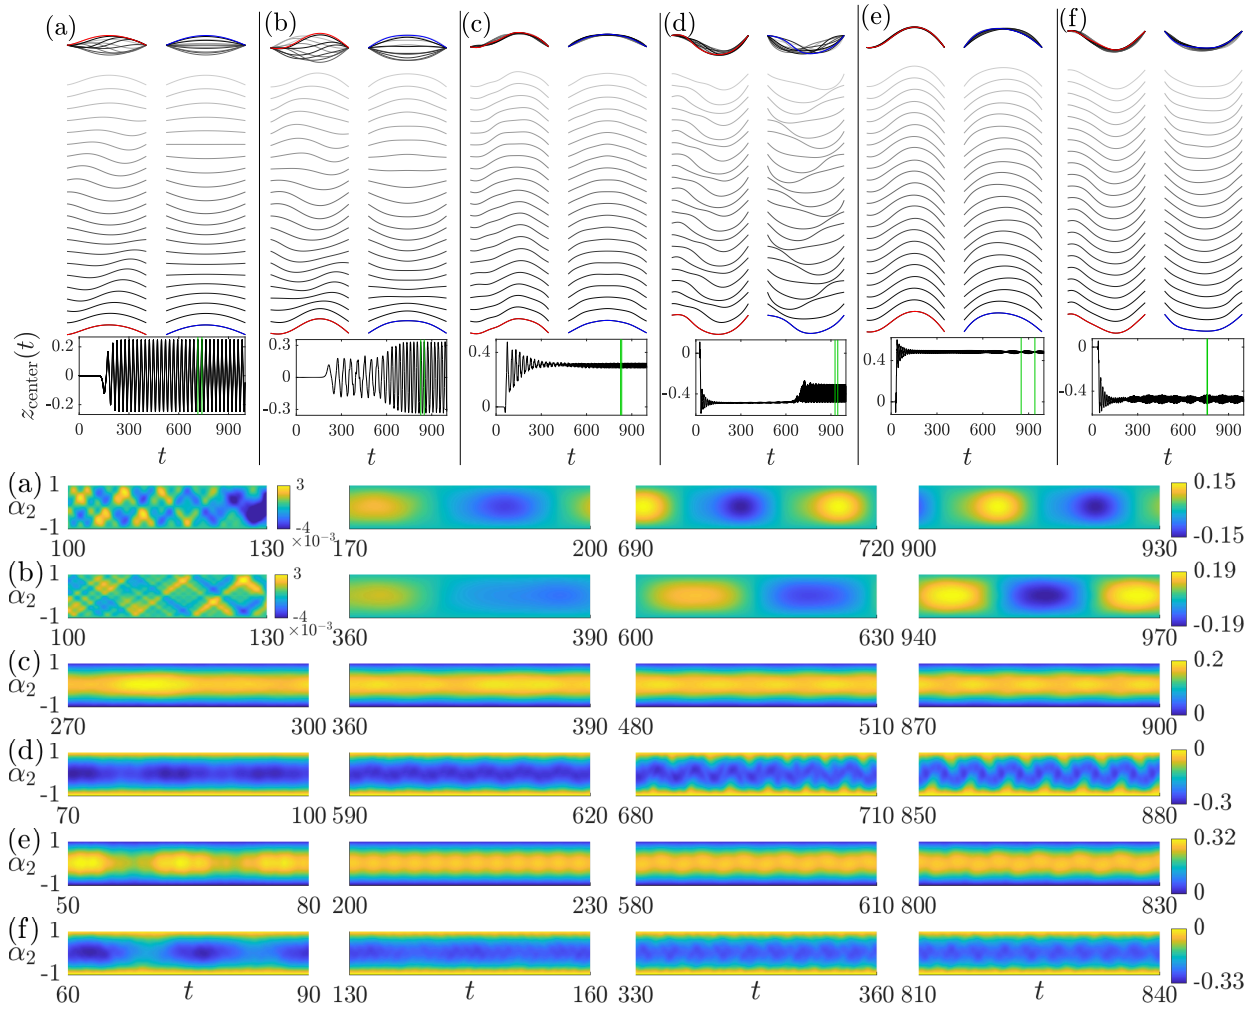 (a) (b) (c) (d) (e) (f)
z_center(t)
0.2 0 -0.2
0 300 600 900
t
0.3 0 -0.3
0 300 600 900
t
0.4 0
0 300 600 900
t
0 -0.4
0 300 600 900
t
0.4 0
0 300 600 900
t
0 -0.4
0 300 600 900
t
(a) α₂ 1 -1 3 -4 ×10⁻³ 0.15 -0.15
100 130 170 200 690 720 900 930
(b) α₂ 1 -1 3 -4 ×10⁻³ 0.19 -0.19
100 130 360 390 600 630 940 970
(c) α₂ 1 -1 0.2 0
270 300 360 390 480 510 870 900
(d) α₂ 1 -1 0 -0.3
70 100 590 620 680 710 850 880
(e) α₂ 1 -1 0.32 0
50 80 200 230 580 610 800 830
(f) α₂ 1 -1 0 -0.33
60 t 90 130 t 160 330 t 360 810 t 840